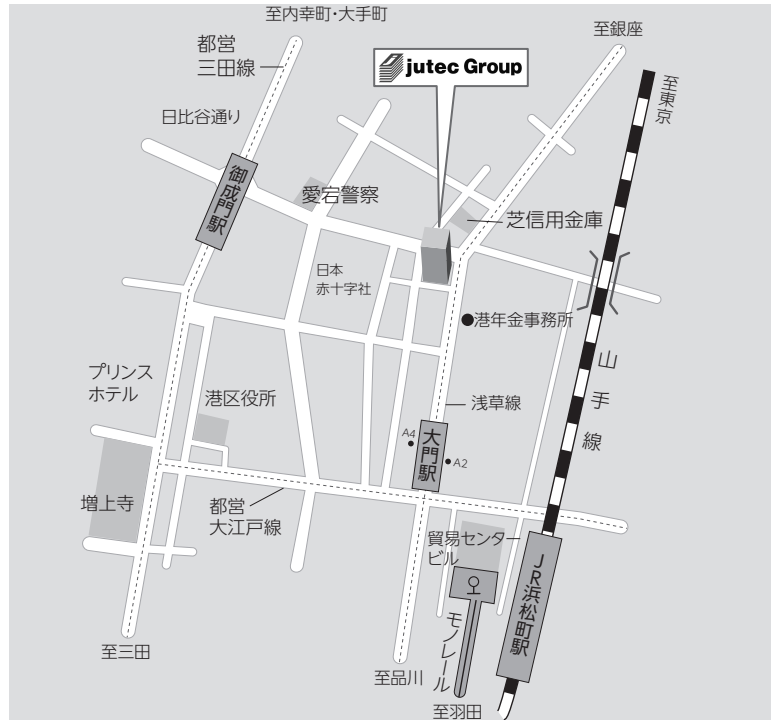 至内幸町・大手町
都営
三田線
至銀座
jutec Group
至東京
日比谷通り
御成門駅
愛宕警察
芝信用金庫
日本
赤十字社
港年金事務所
山手線
プリンス
ホテル
港区役所
浅草線
A4
大門駅
A2
増上寺
都営
大江戸線
貿易センター
ビル
JR浜松町駅
モノレール
至三田
至品川
至羽田